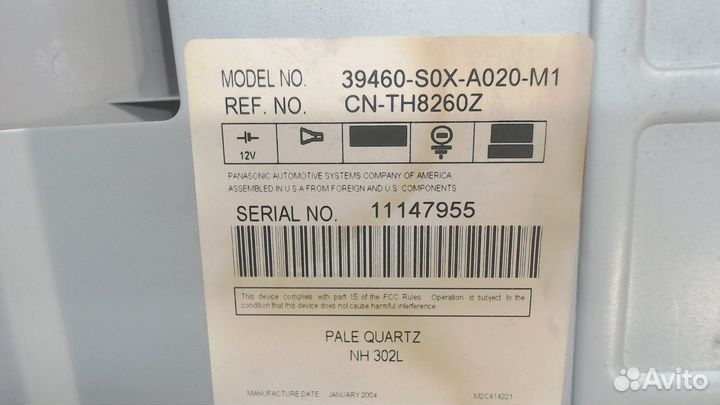 MODEL NO. 39460-S0X-A020-M1
REF. NO. CN-TH8260Z
12V
PANASONIC AUTOMOTIVE SYSTEMS COMPANY OF AMERICA
ASSEMBLED IN U.S.A FROM FOREIGN AND U.S. COMPONENTS
SERIAL NO. 11147955
This device complies with part 15 of the FCC Rules Operation is subject to the
condition that this device does not cause harmful interference
PALE QUARTZ
NH 302L
MANUFACTURE DATE JANUARY 2004 M2C414221
Avito